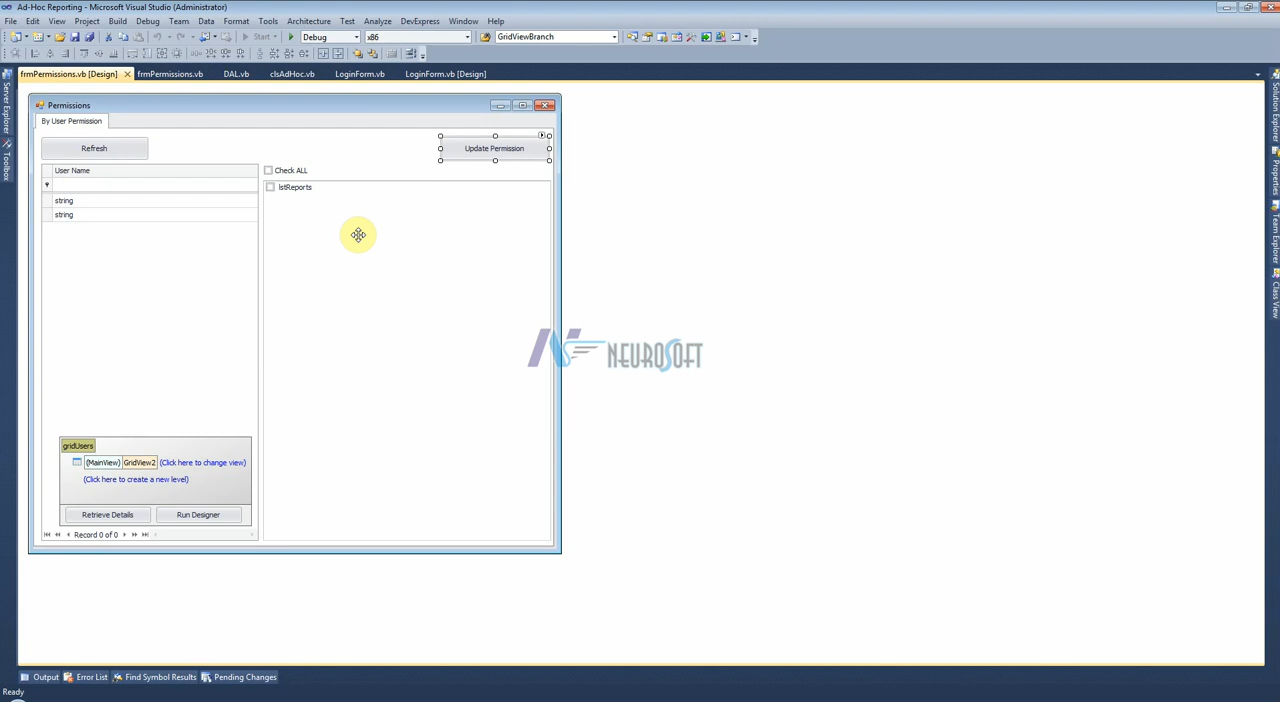 Ad-Hoc Reporting - Microsoft Visual Studio (Administrator)
File Edit View Project Build Debug Team Data Format Tools Architecture Test Analyze DevExpress Window Help
Start Debug x86 GridViewBranch
frmPermissions.vb [Design] frmPermissions.vb DAL.vb clsAdHoc.vb LoginForm.vb LoginForm.vb [Design]
Server Explorer
Toolbox
Solution Explorer
Properties
Team Explorer
Class View
Permissions
By User Permission
Refresh
Update Permission
User Name
Check ALL
lstReports
string
string
NEUROSOFT
gridUsers
(MainView) GridView2 (Click here to change view)
(Click here to create a new level)
Retrieve Details Run Designer
Record 0 of 0
Output Error List Find Symbol Results Pending Changes
Ready